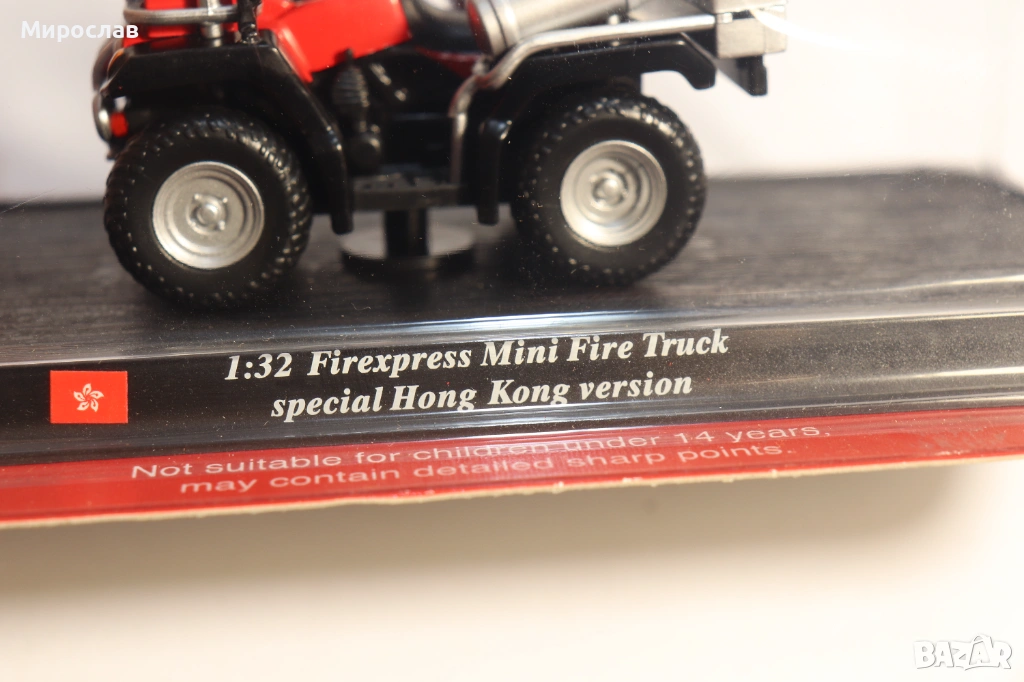 Мирослав
1:32 Firexpress Mini Fire Truck
special Hong Kong version
Not suitable for children under 14 years,
may contain detailed sharp points.
BAZAR